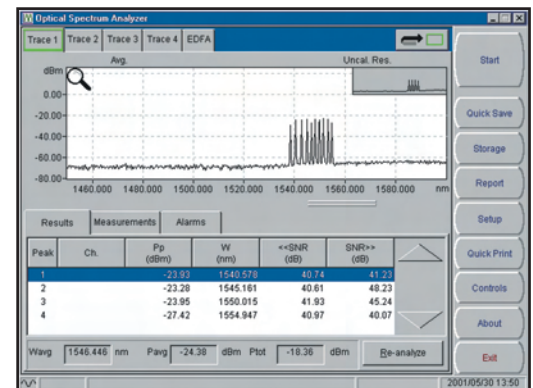 Optical Spectrum Analyzer
Trace 1 Trace 2 Trace 3 Trace 4 EDFA
Avg. Uncal. Res.
dBm
0.00
-20.00
-40.00
-60.00
-80.00
1460.000 1480.000 1500.000 1520.000 1540.000 1560.000 1580.000 nm
Results Measurements Alarms
Peak Ch. Pp (dBm) W (nm) <<SNR (dB) SNR>> (dB)
1 -23.93 1540.578 40.74 41.23
2 -23.28 1545.161 40.61 48.23
3 -23.95 1550.015 41.93 45.24
4 -27.42 1554.947 40.97 40.07
Wavg 1546.446 nm Pavg -24.38 dBm Ptot -18.36 dBm Re-analyze
Start
Quick Save
Storage
Report
Setup
Quick Print
Controls
About
Exit
2001/05/30 13:50